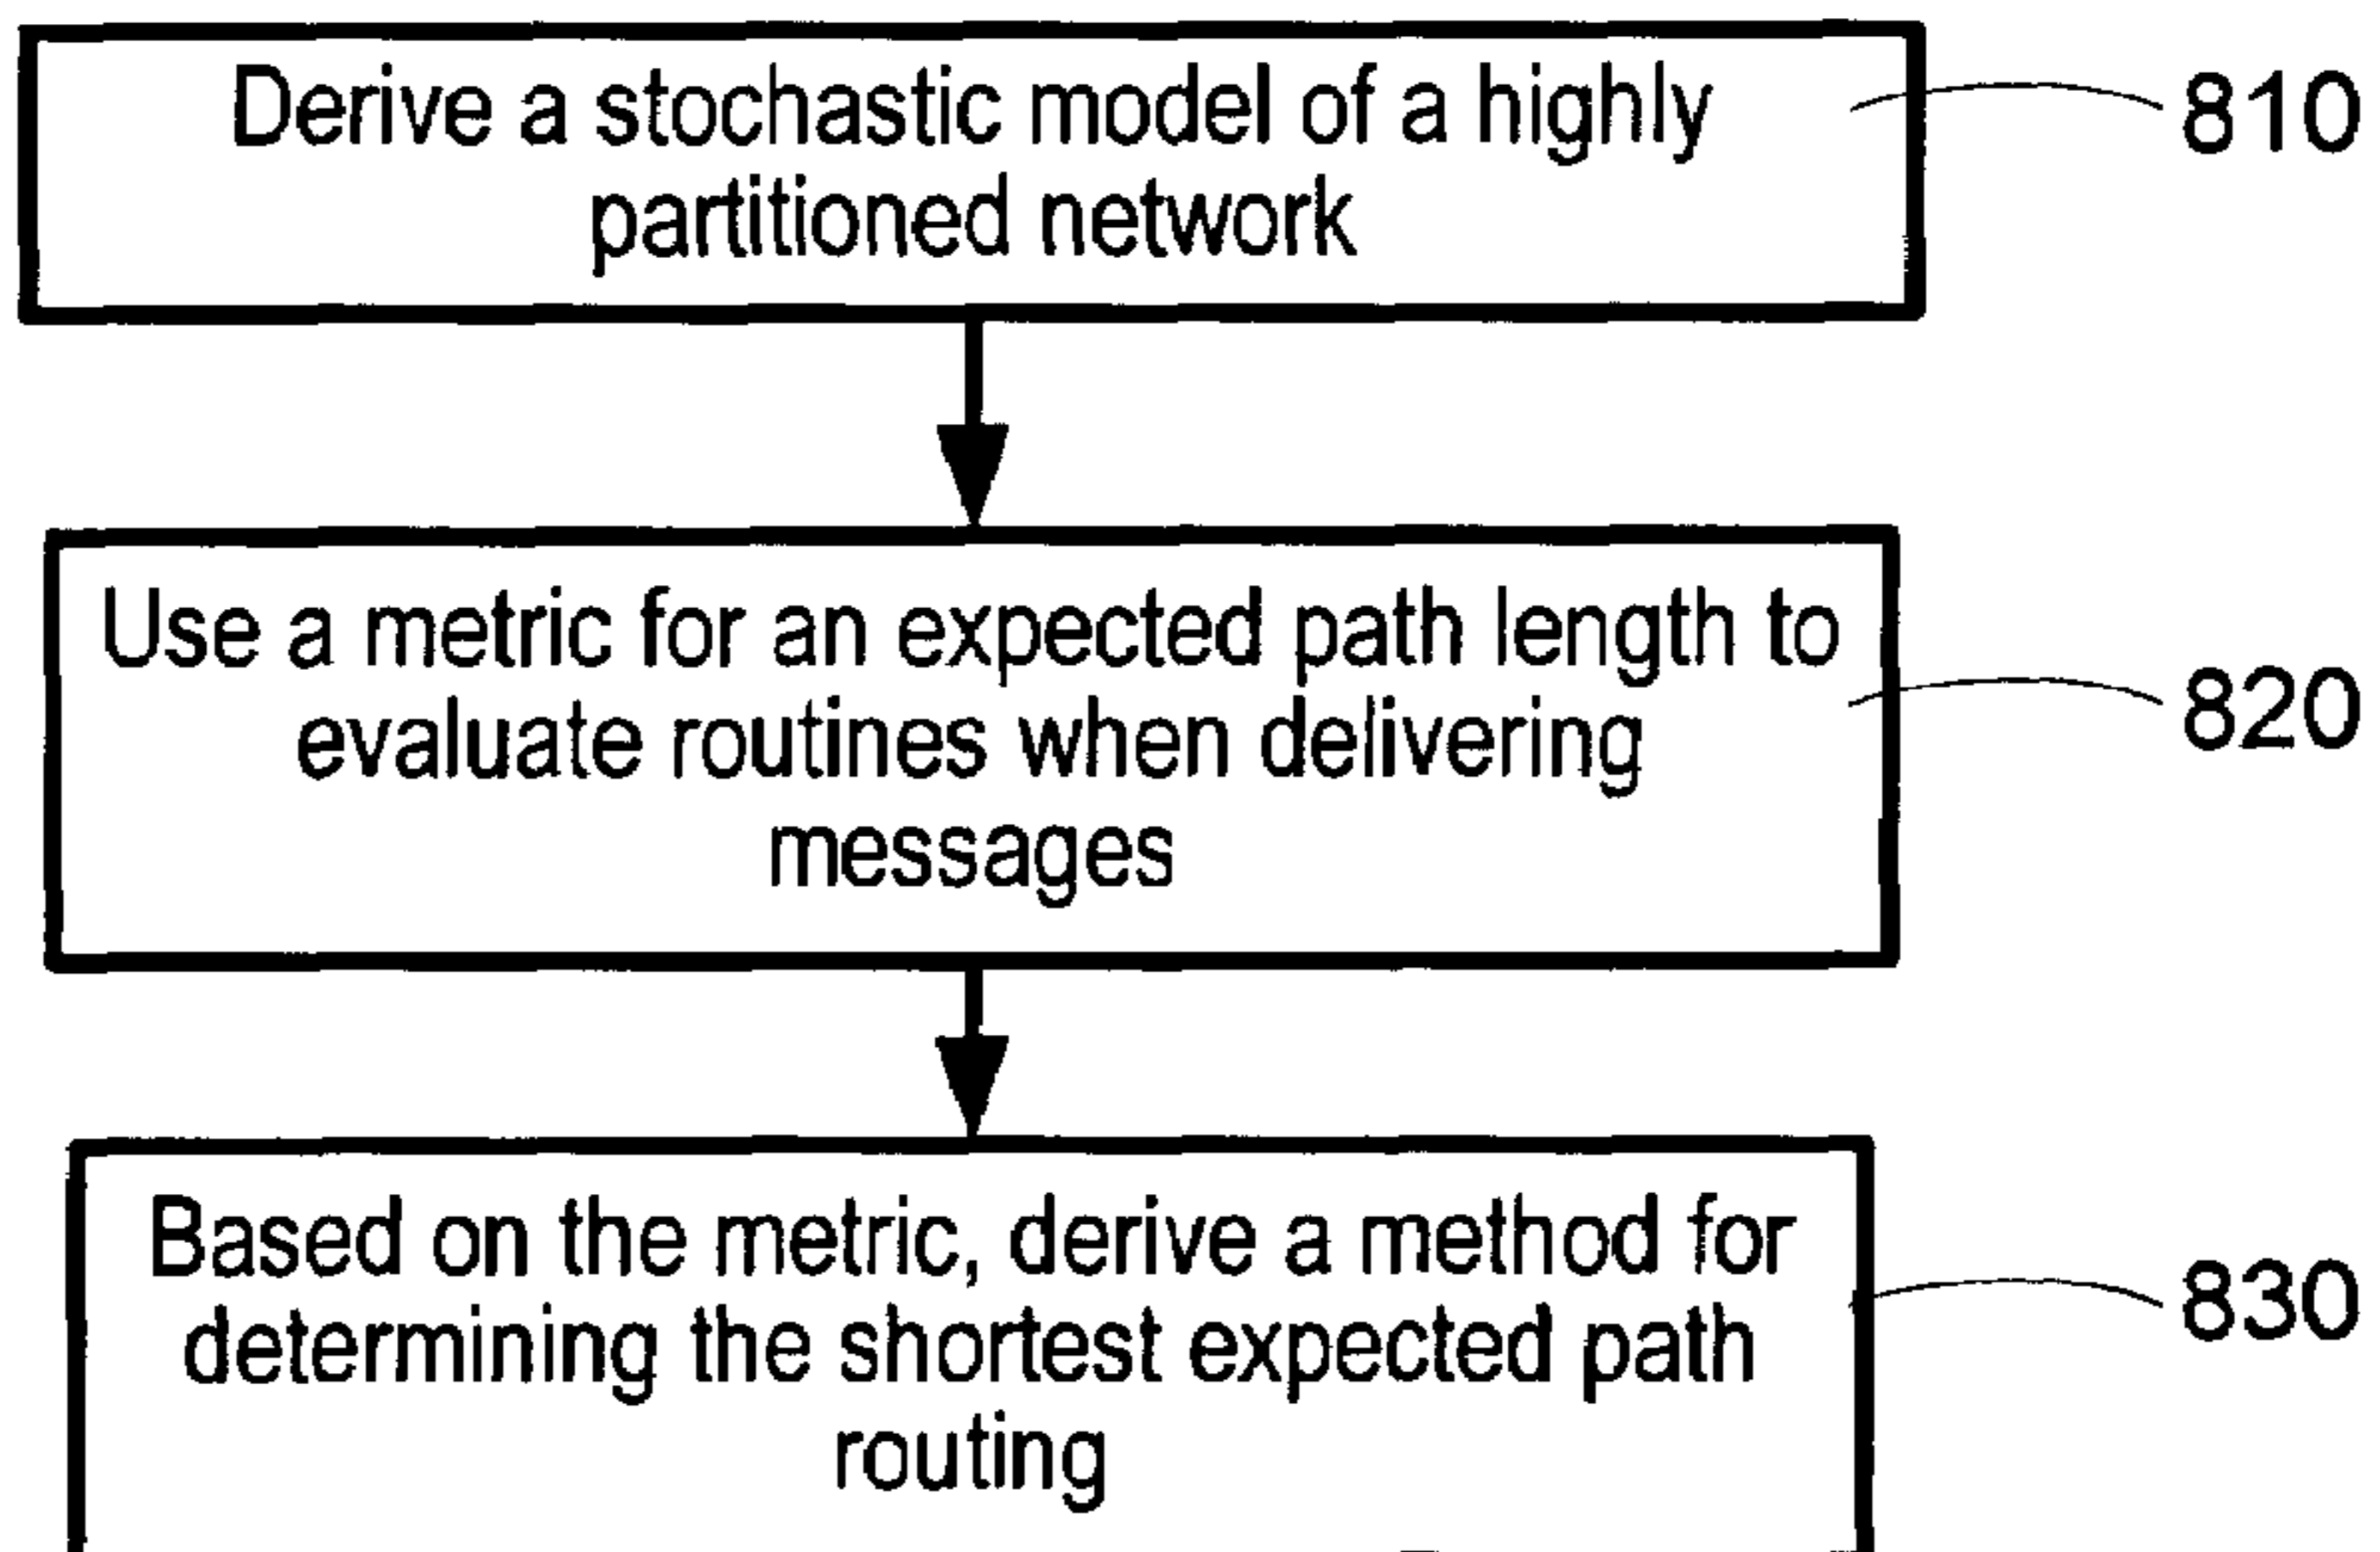 Derive a stochastic model of a highly
810
partitioned network
Use a metric for an expected path length to
820
evaluate routines when delivering
messages
Based on the metric, derive a method for
830
determining the shortest expected path
routing